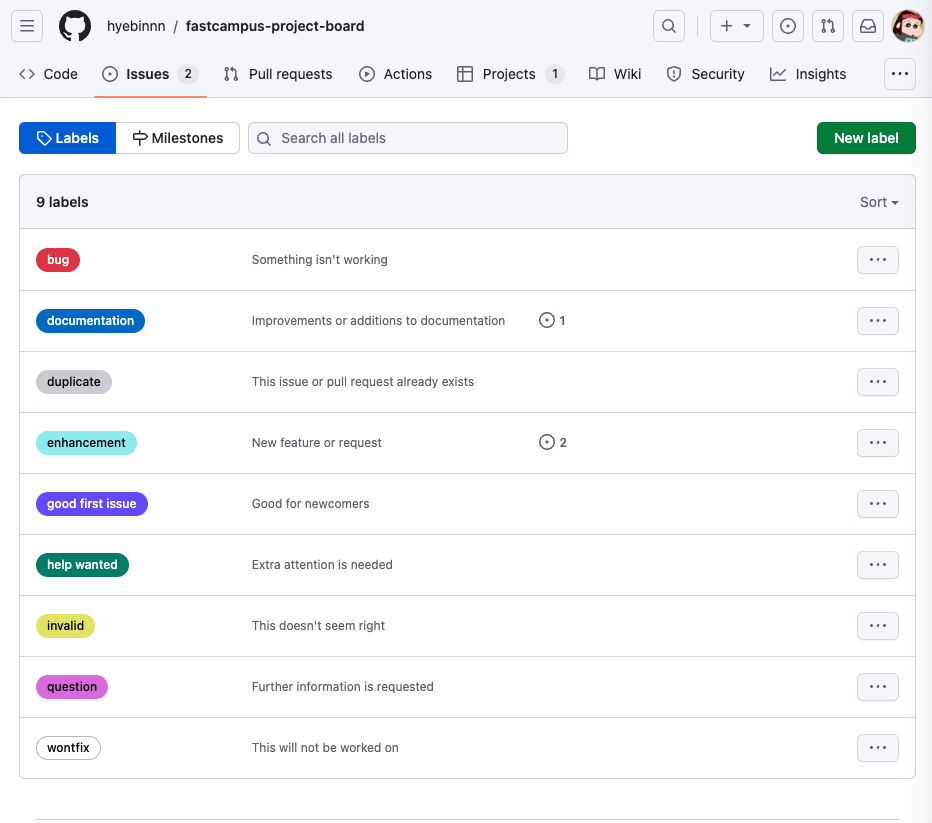 hyebinnn / fastcampus-project-board
Code Issues 2 Pull requests Actions Projects 1 Wiki Security Insights
Labels Milestones Search all labels New label
9 labels Sort
bug Something isn't working
documentation Improvements or additions to documentation 1
duplicate This issue or pull request already exists
enhancement New feature or request 2
good first issue Good for newcomers
help wanted Extra attention is needed
invalid This doesn't seem right
question Further information is requested
wontfix This will not be worked on